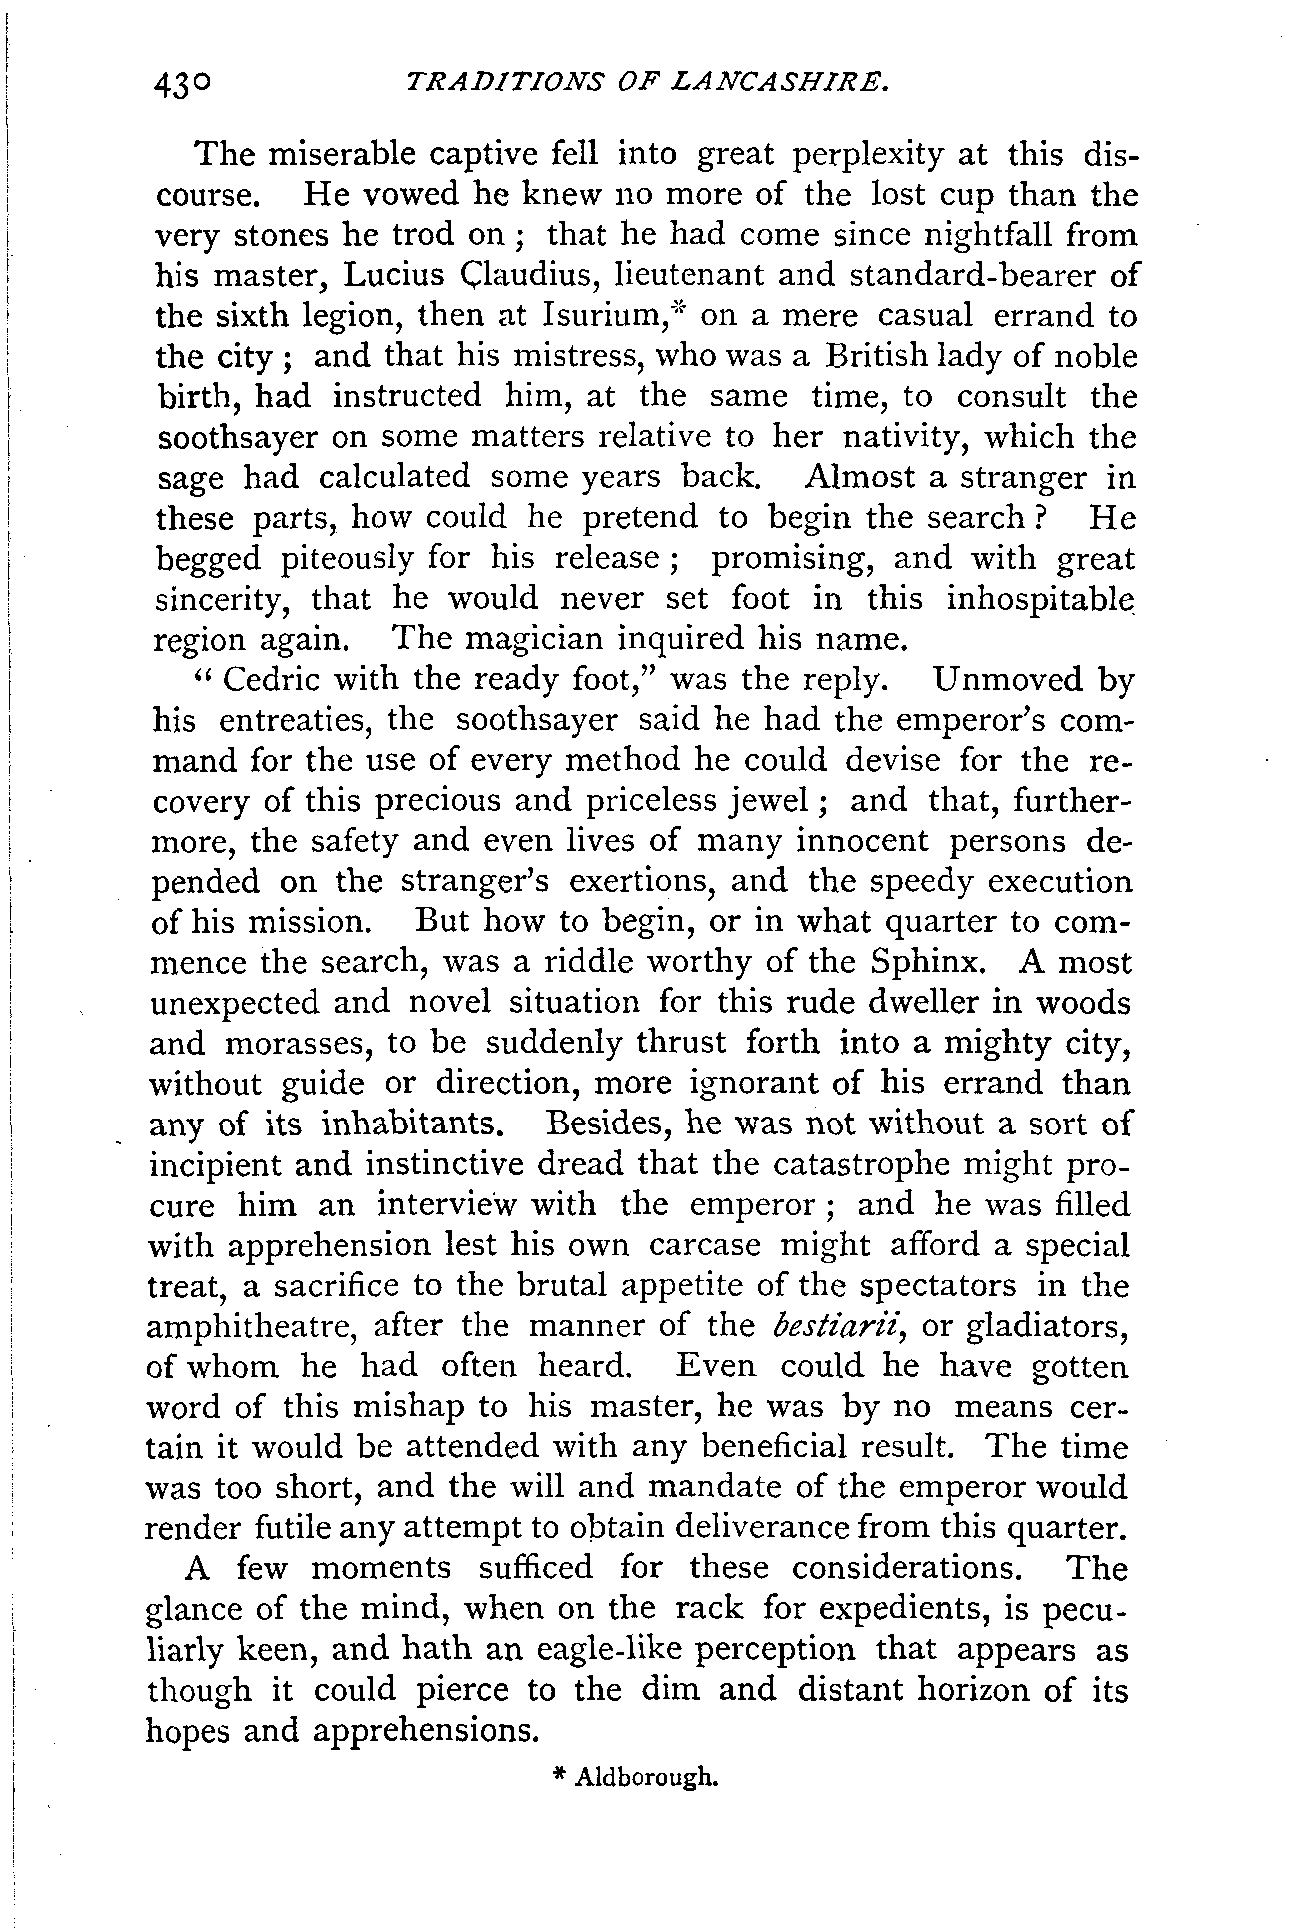 430 TRADITIONS OF LANCASHIRE.
The miserable captive fell into great perplexity at this dis-
course. He vowed he knew no more of the lost cup than the
very stones he trod on ; that he had come since nightfall from
his master, Lucius Claudius, lieutenant and standard-bearer of
the sixth legion, then at Isurium,* on a mere casual errand to
the city ; and that his mistress, who was a British lady of noble
birth, had instructed him, at the same time, to consult the
soothsayer on some matters relative to her nativity, which the
sage had calculated some years back. Almost a stranger in
these parts, how could he pretend to begin the search ? He
begged piteously for his release ; promising, and with great
sincerity, that he would never set foot in this inhospitable
region again. The magician inquired his name.
“ Cedric with the ready foot,” was the reply. Unmoved by
his entreaties, the soothsayer said he had the emperor’s com-
mand for the use of every method he could devise for the re-
covery of this precious and priceless jewel ; and that, further-
more, the safety and even lives of many innocent persons de-
pended on the stranger’s exertions, and the speedy execution
of his mission. But how to begin, or in what quarter to com-
mence the search, was a riddle worthy of the Sphinx. A most
unexpected and novel situation for this rude dweller in woods
and morasses, to be suddenly thrust forth into a mighty city,
without guide or direction, more ignorant of his errand than
any of its inhabitants. Besides, he was not without a sort of
incipient and instinctive dread that the catastrophe might pro-
cure him an interview with the emperor ; and he was filled
with apprehension lest his own carcase might afford a special
treat, a sacrifice to the brutal appetite of the spectators in the
amphitheatre, after the manner of the bestiarii, or gladiators,
of whom he had often heard. Even could he have gotten
word of this mishap to his master, he was by no means cer-
tain it would be attended with any beneficial result. The time
was too short, and the will and mandate of the emperor would
render futile any attempt to obtain deliverance from this quarter.
A few moments sufficed for these considerations. The
glance of the mind, when on the rack for expedients, is pecu-
liarly keen, and hath an eagle-like perception that appears as
though it could pierce to the dim and distant horizon of its
hopes and apprehensions.
* Aldborough.